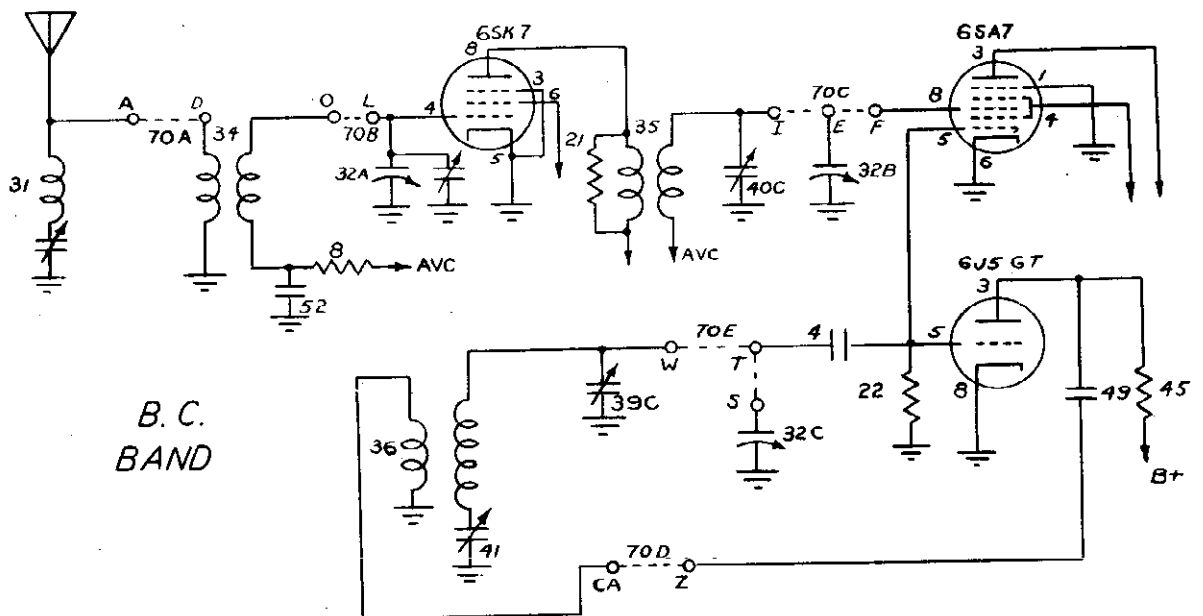 6SK7
6SA7
8
3
6
4
5
3
1
8
4
5
6
A
D
70A
34
O
L
70B
31
32A
21
35
I
70C
E
F
40C
32B
8
AVC
52
AVC
6J5 GT
3
5
8
4
22
49
45
B+
W
70E
T
S
39C
32C
B.C.
BAND
36
41
CA
70D
Z